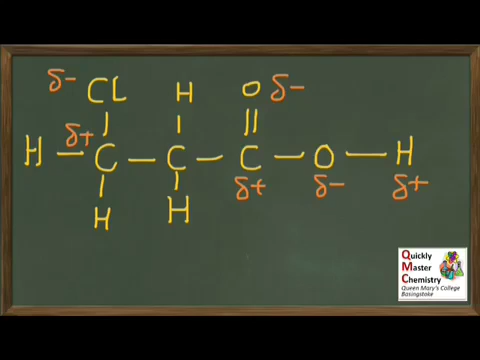 δ- CL H O δ-
δ+
H C C C O H
δ+ δ- δ+
H H
Quickly
Master
Chemistry
Queen Mary's College
Basingstoke